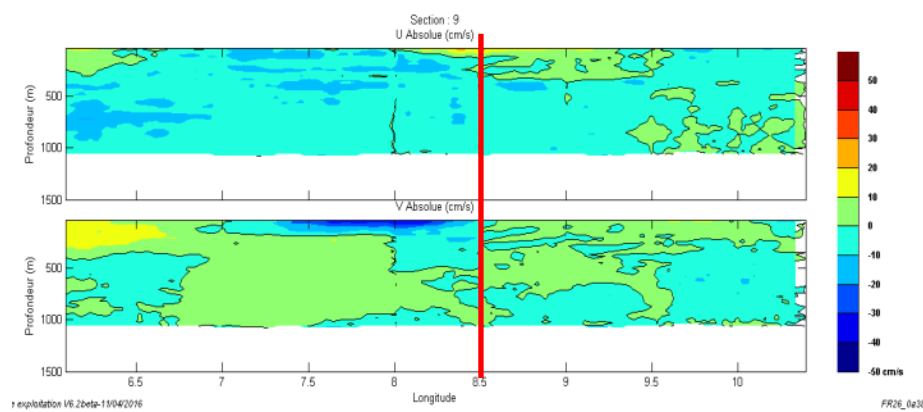 Section : 9
U Absolue (cm/s)
Profondeur (m)
500
1000
1500
V Absolue (cm/s)
Profondeur (m)
500
1000
1500
6.5 7 7.5 8 8.5 9 9.5 10
Longitude
50
40
30
20
10
0
-10
-20
-30
-40
-50 cm/s
exploitation V6.2beta-11/04/2016